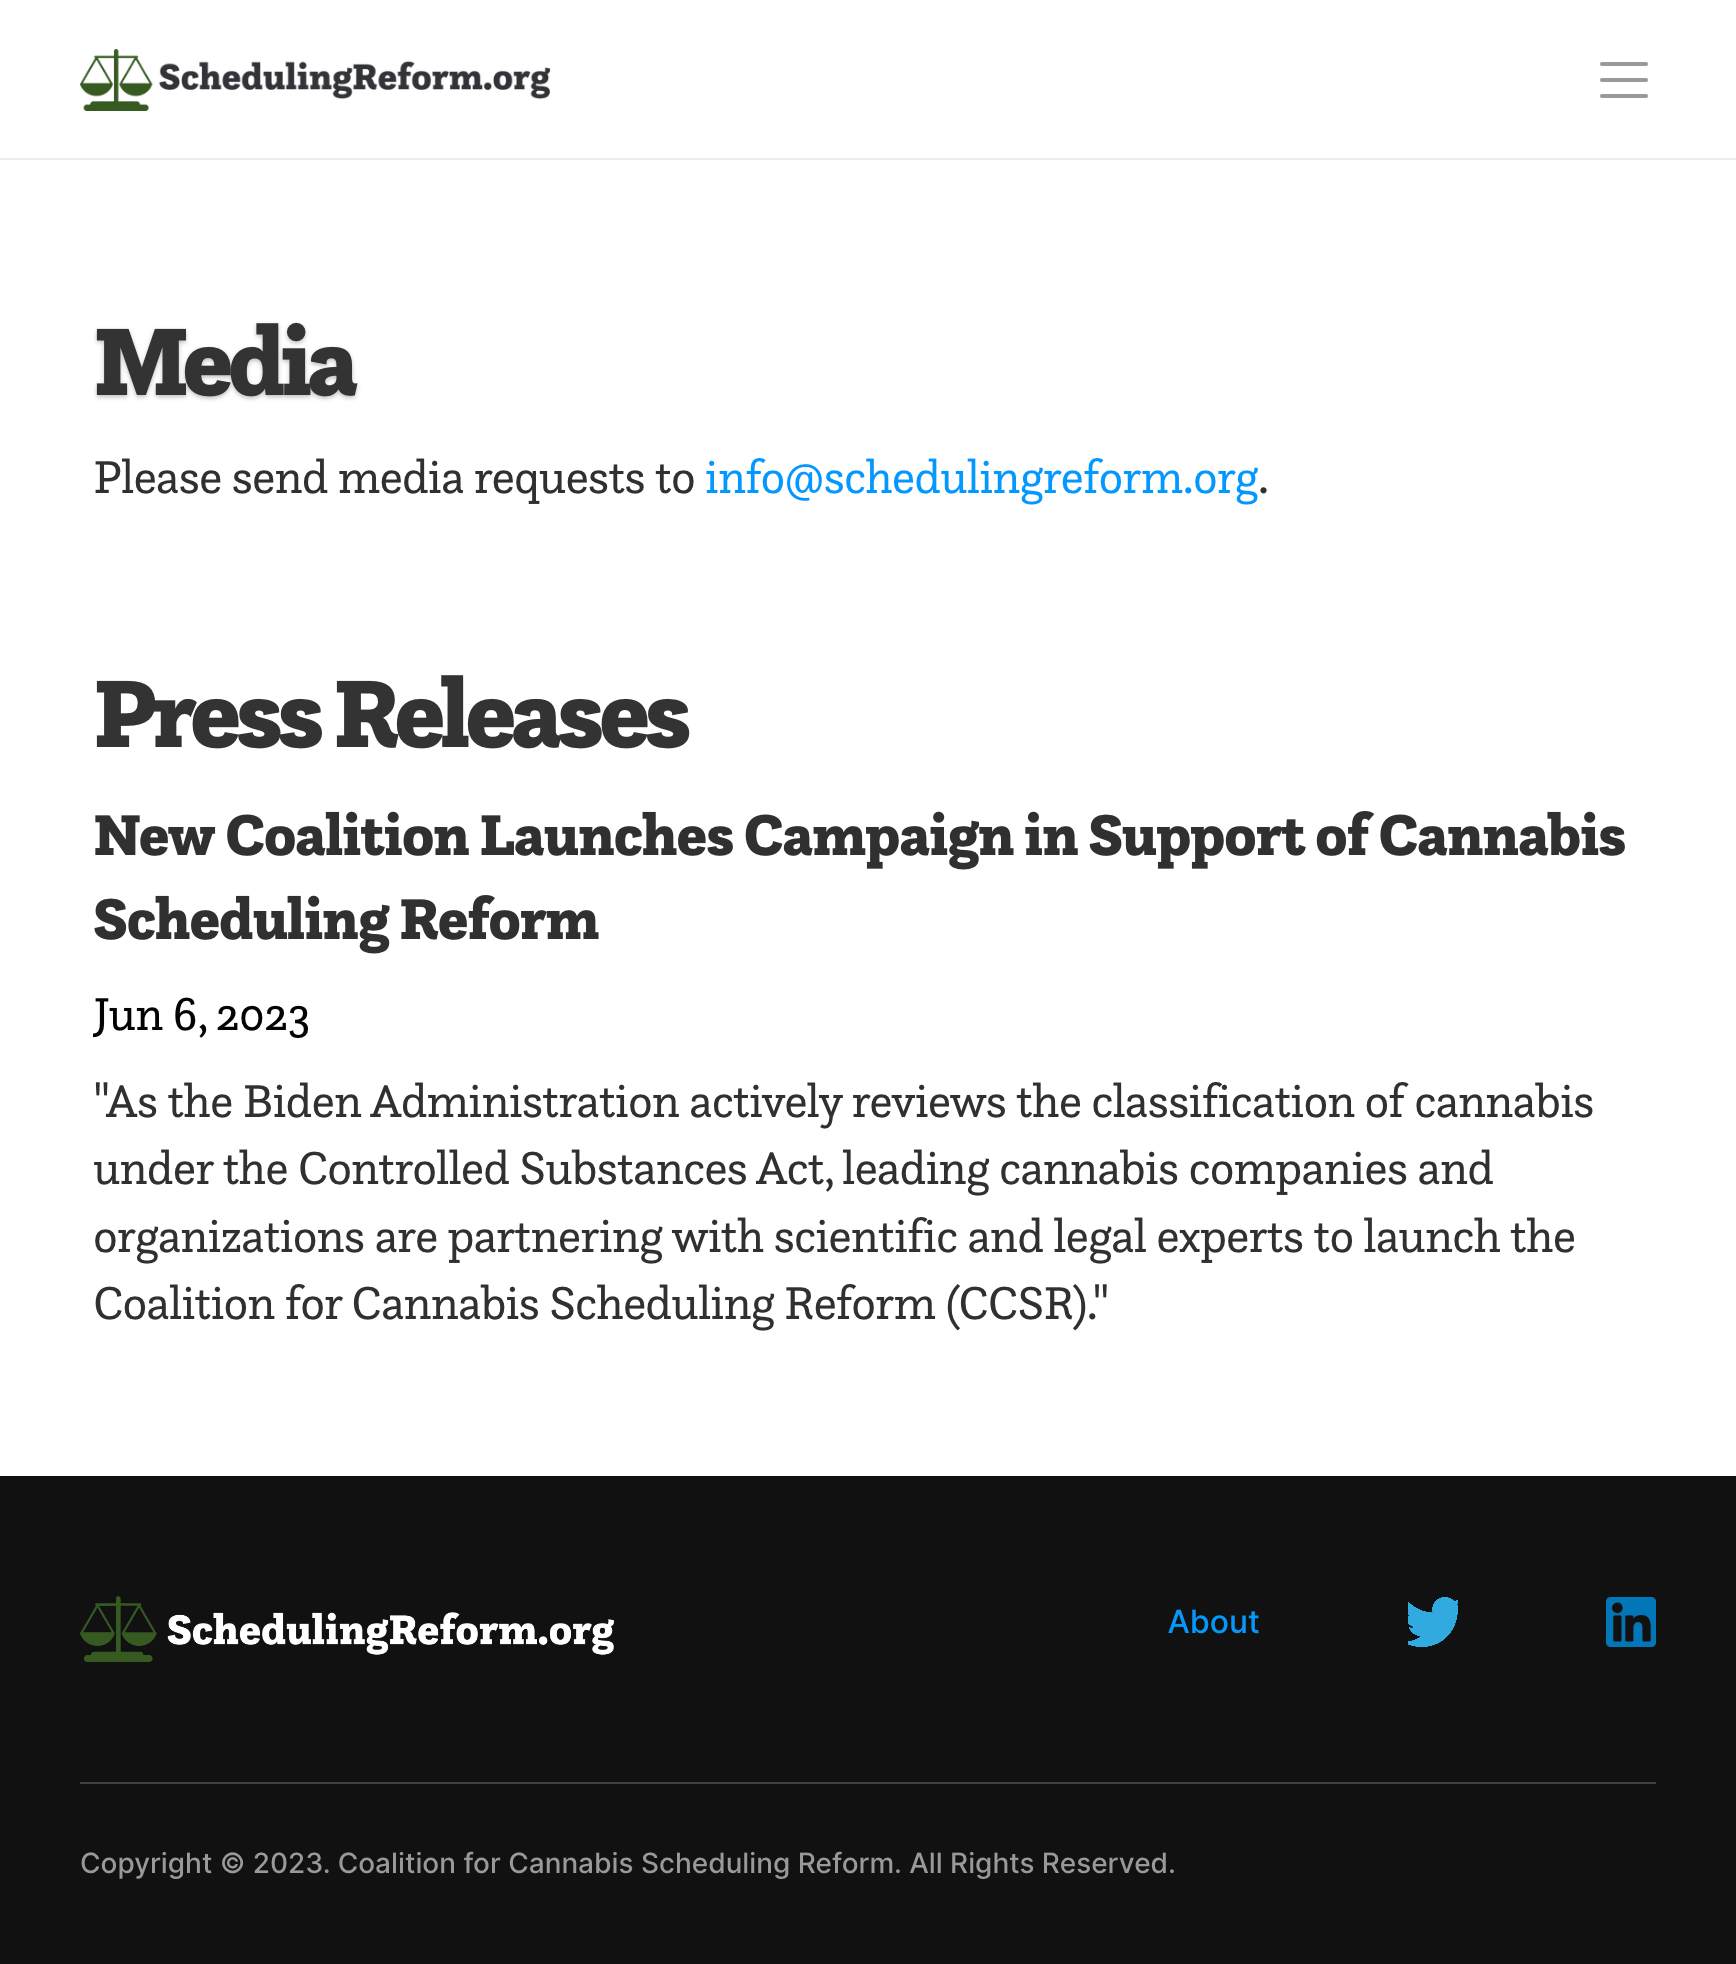 SchedulingReform.org
Media
Please send media requests to info@schedulingreform.org.
Press Releases
New Coalition Launches Campaign in Support of Cannabis
Scheduling Reform
Jun 6, 2023
"As the Biden Administration actively reviews the classification of cannabis
under the Controlled Substances Act, leading cannabis companies and
organizations are partnering with scientific and legal experts to launch the
Coalition for Cannabis Scheduling Reform (CCSR)."
SchedulingReform.org
About
in
Copyright © 2023. Coalition for Cannabis Scheduling Reform. All Rights Reserved.